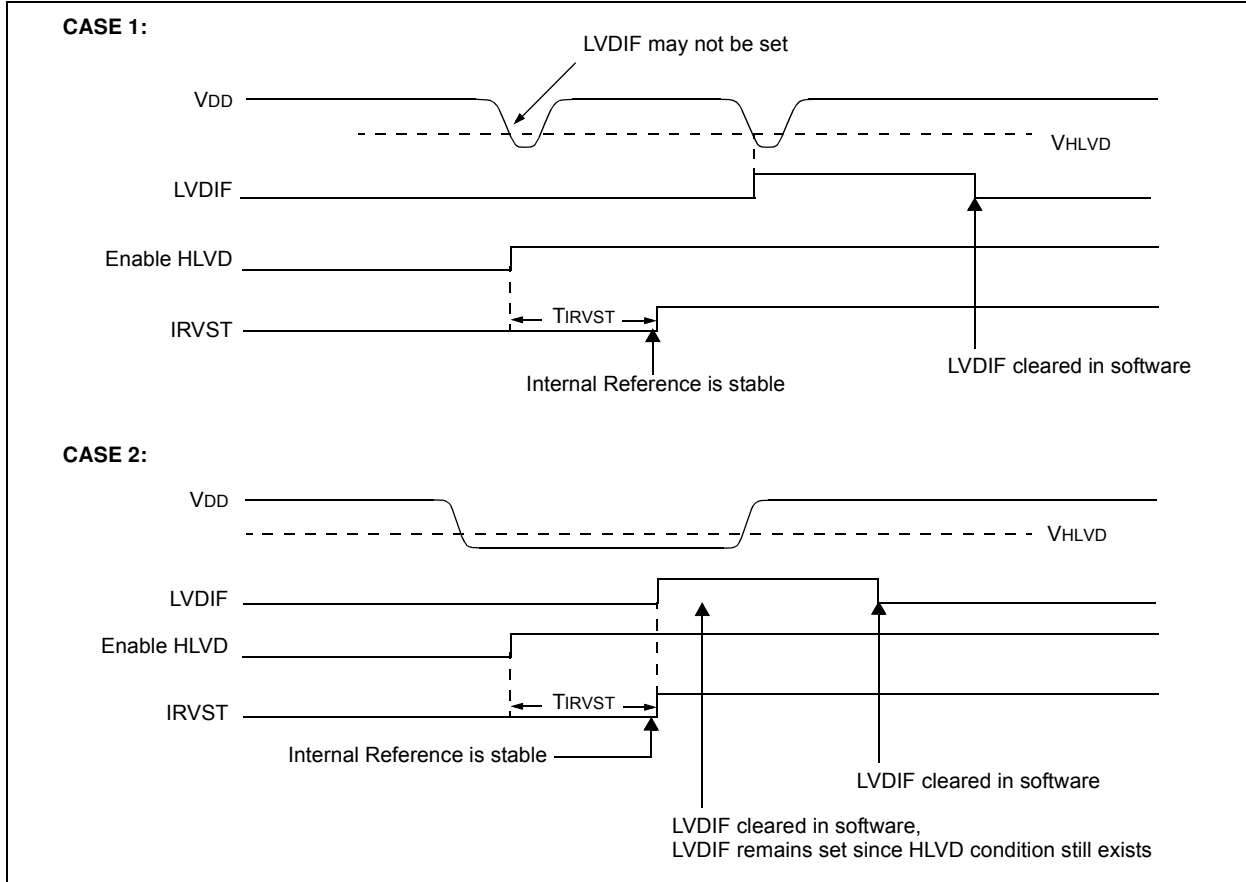 CASE 1:
LVDIF may not be set
VDD
VHLVD
LVDIF
Enable HLVD
TIRVST
IRVST
LVDIF cleared in software
Internal Reference is stable
CASE 2:
VDD
VHLVD
LVDIF
Enable HLVD
TIRVST
IRVST
Internal Reference is stable
LVDIF cleared in software
LVDIF cleared in software,
LVDIF remains set since HLVD condition still exists